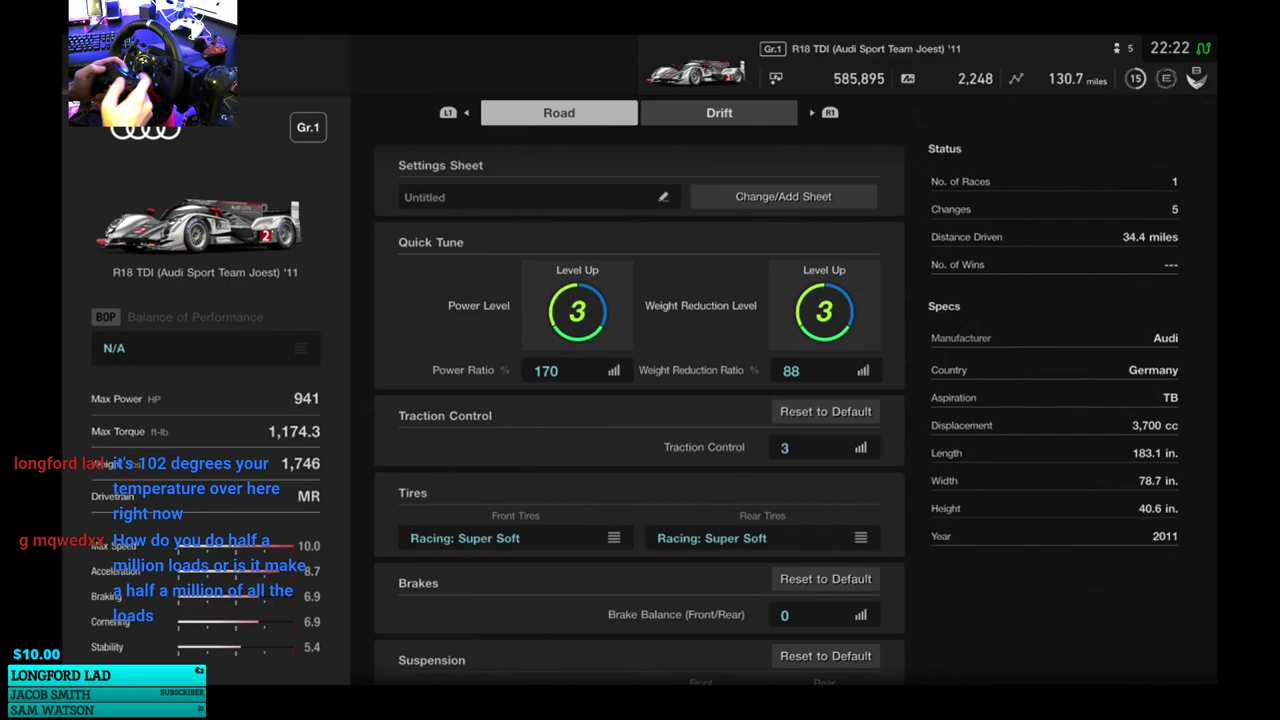 Gr.1 R18 TDI (Audi Sport Team Joest) '11
5 22:22
585,895 2,248 130.7 miles 15 E B
L1 Road Drift R1
Gr.1
R18 TDI (Audi Sport Team Joest) '11
BOP Balance of Performance
N/A
Max Power HP 941
Max Torque ft-lb 1,174.3
1,746
Drivetrain MR
Max Speed 10.0
Acceleration 8.7
Braking 6.9
Cornering 6.9
Stability 5.4
longford lad it's 102 degrees your
temperature over here
right now
g mqwedxx How do you do half a
million loads or is it make
a half a million of all the
loads
$10.00
LONGFORD LAD €2
JACOB SMITH SUBSCRIBER
SAM WATSON $1
Settings Sheet
Untitled Change/Add Sheet
Quick Tune
Level Up Level Up
Power Level 3 Weight Reduction Level 3
Power Ratio % 170 Weight Reduction Ratio % 88
Traction Control Reset to Default
Traction Control 3
Tires
Front Tires Rear Tires
Racing: Super Soft Racing: Super Soft
Brakes Reset to Default
Brake Balance (Front/Rear) 0
Suspension Reset to Default
Front Rear
Status
No. of Races 1
Changes 5
Distance Driven 34.4 miles
No. of Wins ---
Specs
Manufacturer Audi
Country Germany
Aspiration TB
Displacement 3,700 cc
Length 183.1 in.
Width 78.7 in.
Height 40.6 in.
Year 2011